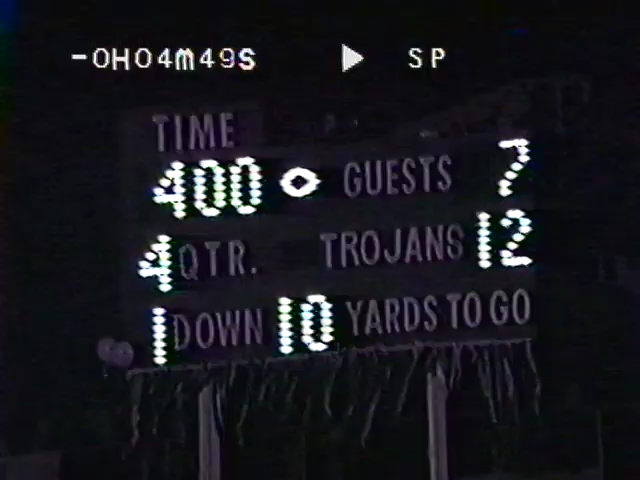 -0H04m49s ▶ SP
TIME
400 GUESTS 7
4 QTR. TROJANS 12
1 DOWN 10 YARDS TO GO